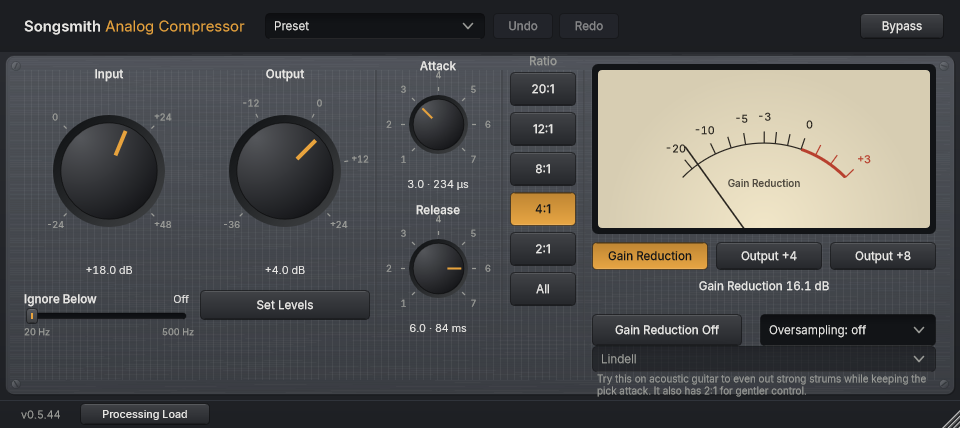 Songsmith Analog Compressor
Preset
Undo
Redo
Bypass
Input
0
+24
-24
+48
+18.0 dB
Output
-12
0
+12
-36
+24
+4.0 dB
Ignore Below
Off
20 Hz
500 Hz
Set Levels
Attack
4
3
5
2
6
1
7
3.0 · 234 µs
Release
4
3
5
2
6
1
7
6.0 · 84 ms
Ratio
20:1
12:1
8:1
4:1
2:1
All
-20
-10
-5
-3
0
+3
Gain Reduction
Gain Reduction
Output +4
Output +8
Gain Reduction 16.1 dB
Gain Reduction Off
Oversampling: off
Lindell
Try this on acoustic guitar to even out strong strums while keeping the
pick attack. It also has 2:1 for gentler control.
v0.5.44
Processing Load